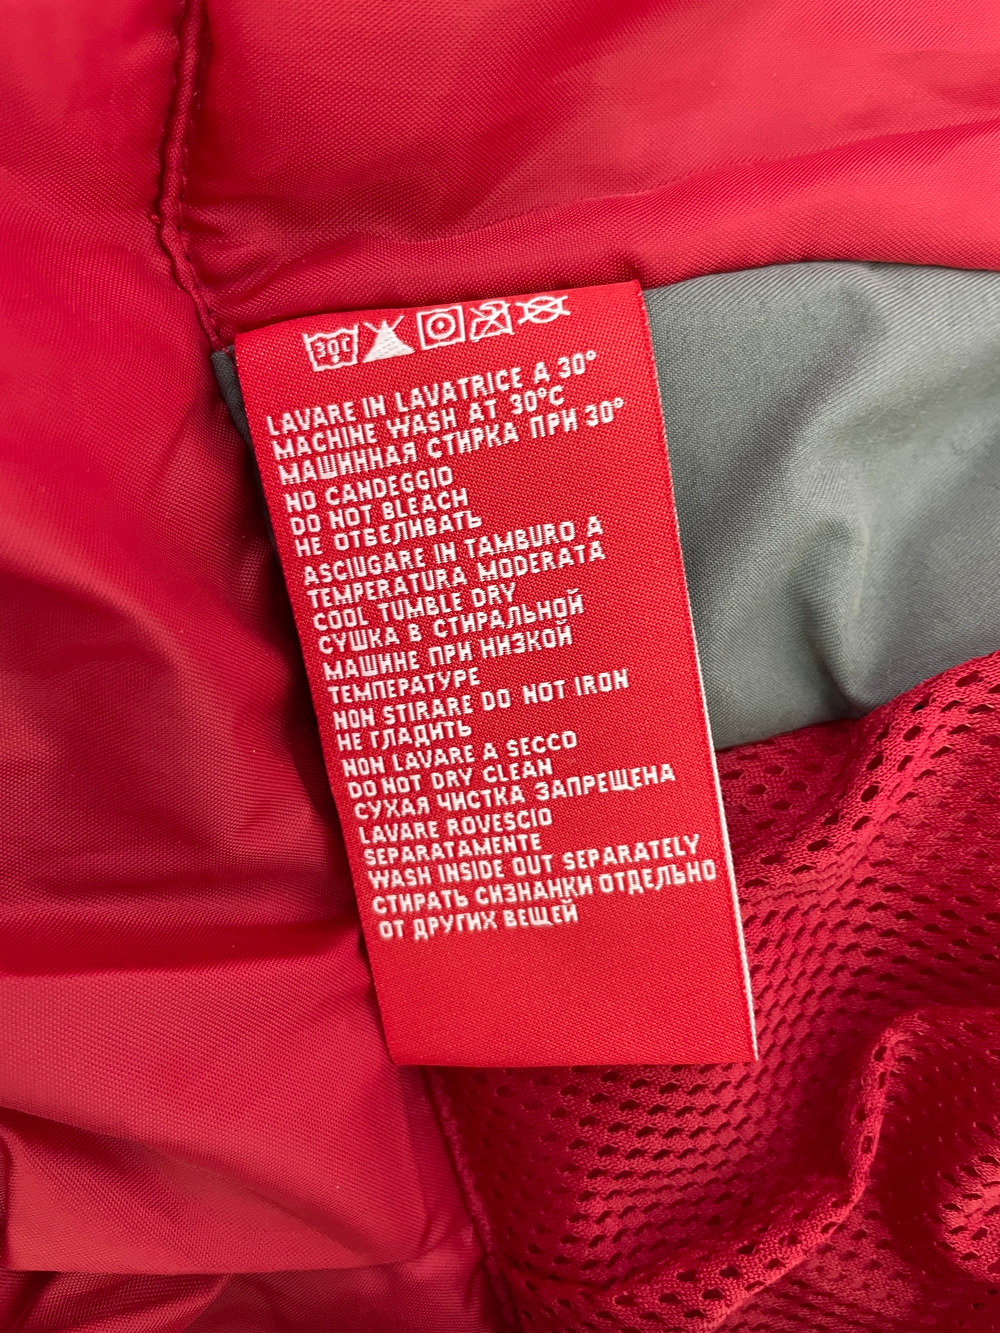 30C
LAVARE IN LAVATRICE A 30°
MACHINE WASH AT 30°C
МАШИННАЯ СТИРКА ПРИ 30°
NO CANDEGGIO
DO NOT BLEACH
НЕ ОТБЕЛИВАТЬ
ASCIUGARE IN TAMBURO A
TEMPERATURA MODERATA
COOL TUMBLE DRY
СУШКА В СТИРАЛЬНОЙ
МАШИНЕ ПРИ НИЗКОЙ
ТЕМПЕРАТУРЕ
NON STIRARE DO NOT IRON
НЕ ГЛАДИТЬ
NON LAVARE A SECCO
DO NOT DRY CLEAN
СУХАЯ ЧИСТКА ЗАПРЕЩЕНА
LAVARE ROVESCIO
SEPARATAMENTE
WASH INSIDE OUT SEPARATELY
СТИРАТЬ СИЗНАНКИ ОТДЕЛЬНО
ОТ ДРУГИХ ВЕЩЕЙ